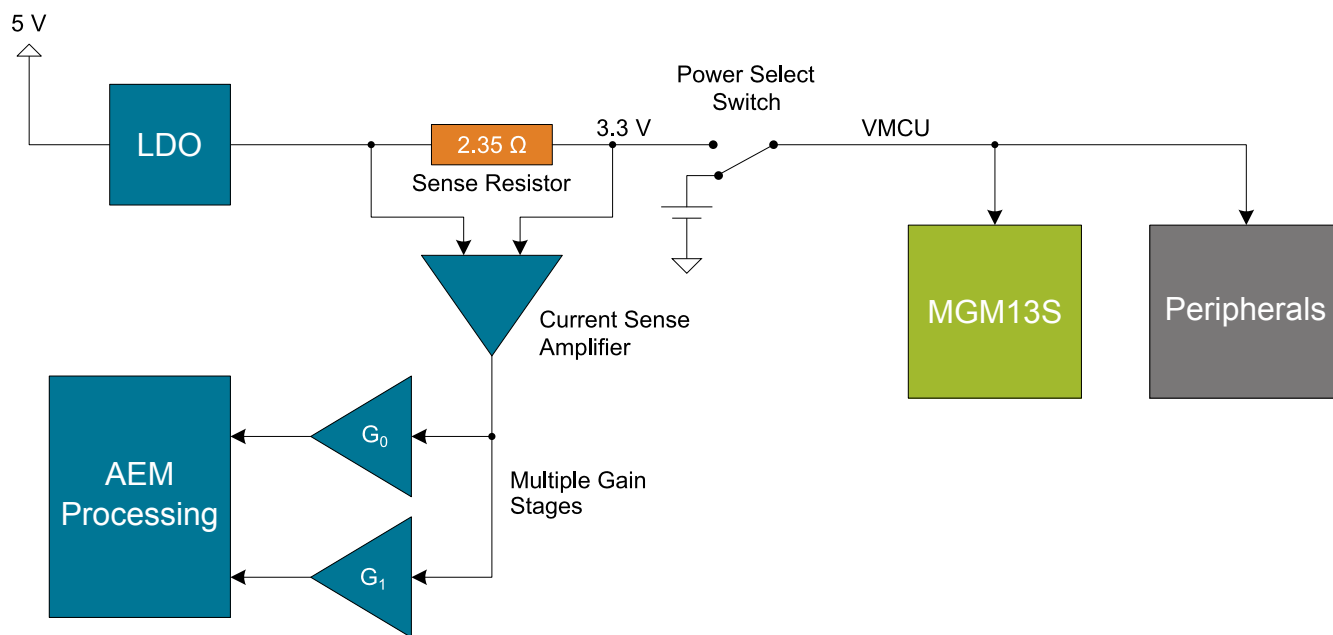 5 V
LDO
2.35 Ω
Sense Resistor
3.3 V
Power Select
Switch
VMCU
MGM13S
Peripherals
Current Sense
Amplifier
AEM
Processing
G₀
G₁
Multiple Gain
Stages